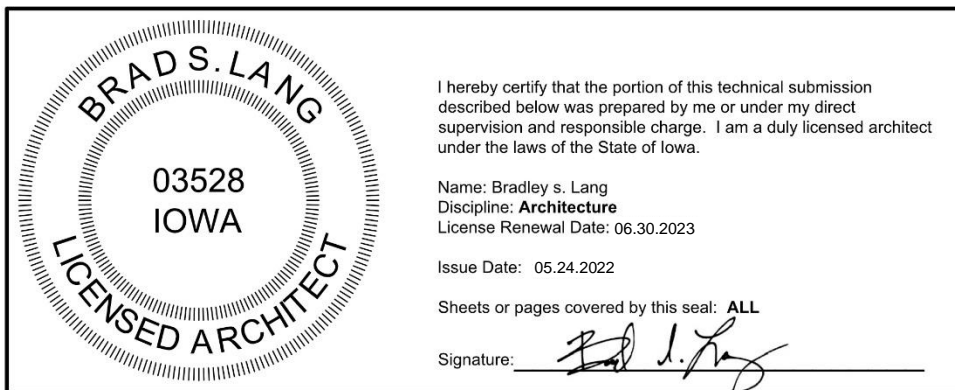 BRAD S. LANG
03528
IOWA
LICENSED ARCHITECT
I hereby certify that the portion of this technical submission
described below was prepared by me or under my direct
supervision and responsible charge. I am a duly licensed architect
under the laws of the State of Iowa.
Name: Bradley s. Lang
Discipline: Architecture
License Renewal Date: 06.30.2023
Issue Date: 05.24.2022
Sheets or pages covered by this seal: ALL
Signature: Brad S. Lang